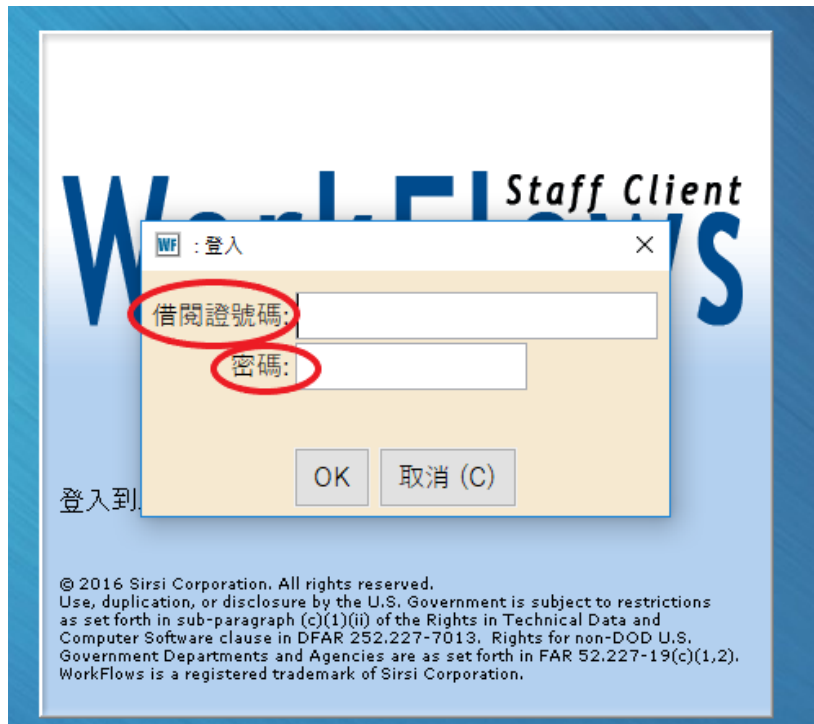 Staff Client
WF :登入
借閱證號碼:
密碼:
OK 取消 (C)
登入到
© 2016 Sirsi Corporation. All rights reserved.
Use, duplication, or disclosure by the U.S. Government is subject to restrictions
as set forth in sub-paragraph (c)(1)(ii) of the Rights in Technical Data and
Computer Software clause in DFAR 252.227-7013. Rights for non-DOD U.S.
Government Departments and Agencies are as set forth in FAR 52.227-19(c)(1,2).
WorkFlows is a registered trademark of Sirsi Corporation.